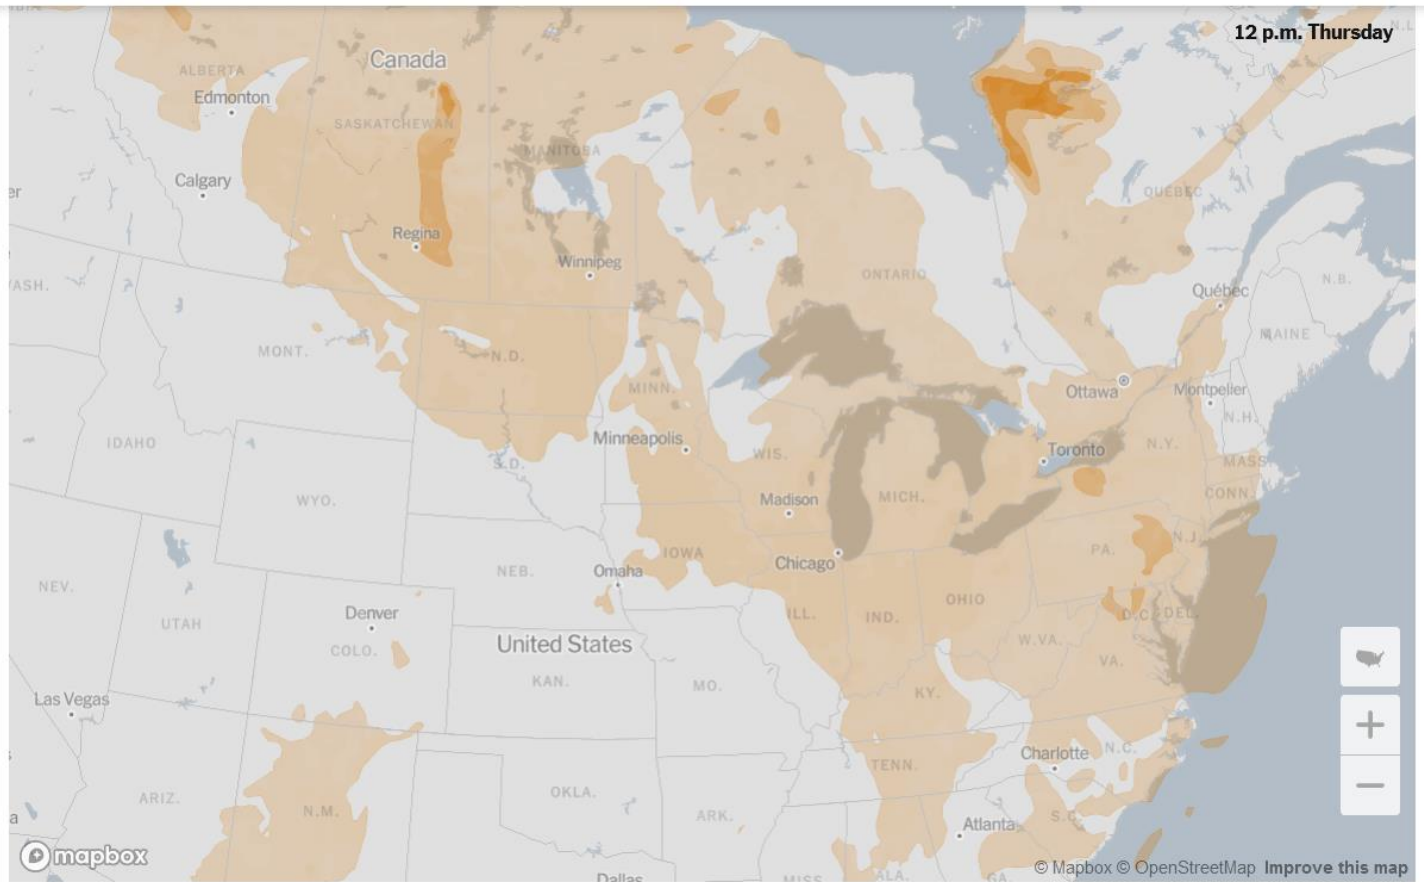 12 p.m. Thursday
Canada
ALBERTA
Edmonton
SASKATCHEWAN
MANITOBA
Calgary
QUEBEC
Regina
Winnipeg
ONTARIO
N.B.
Québec
MAINE
MONT.
N.D.
MINN.
Ottawa
Montpelier
N.H.
IDAHO
Minneapolis
WIS.
Toronto
N.Y.
MASS.
S.D.
WYO.
Madison
MICH.
CONN.
IOWA
Chicago
PA.
N.J.
NEV.
NEB.
Omaha
OHIO
UTAH
Denver
ILL.
IND.
D.C.
DEL.
COLO.
United States
W.VA.
VA.
Las Vegas
KAN.
MO.
KY.
Charlotte
N.C.
TENN.
ARIZ.
N.M.
OKLA.
ARK.
Atlanta
S.C.
mapbox
Dallas
MISS.
ALA.
GA.
© Mapbox © OpenStreetMap Improve this map